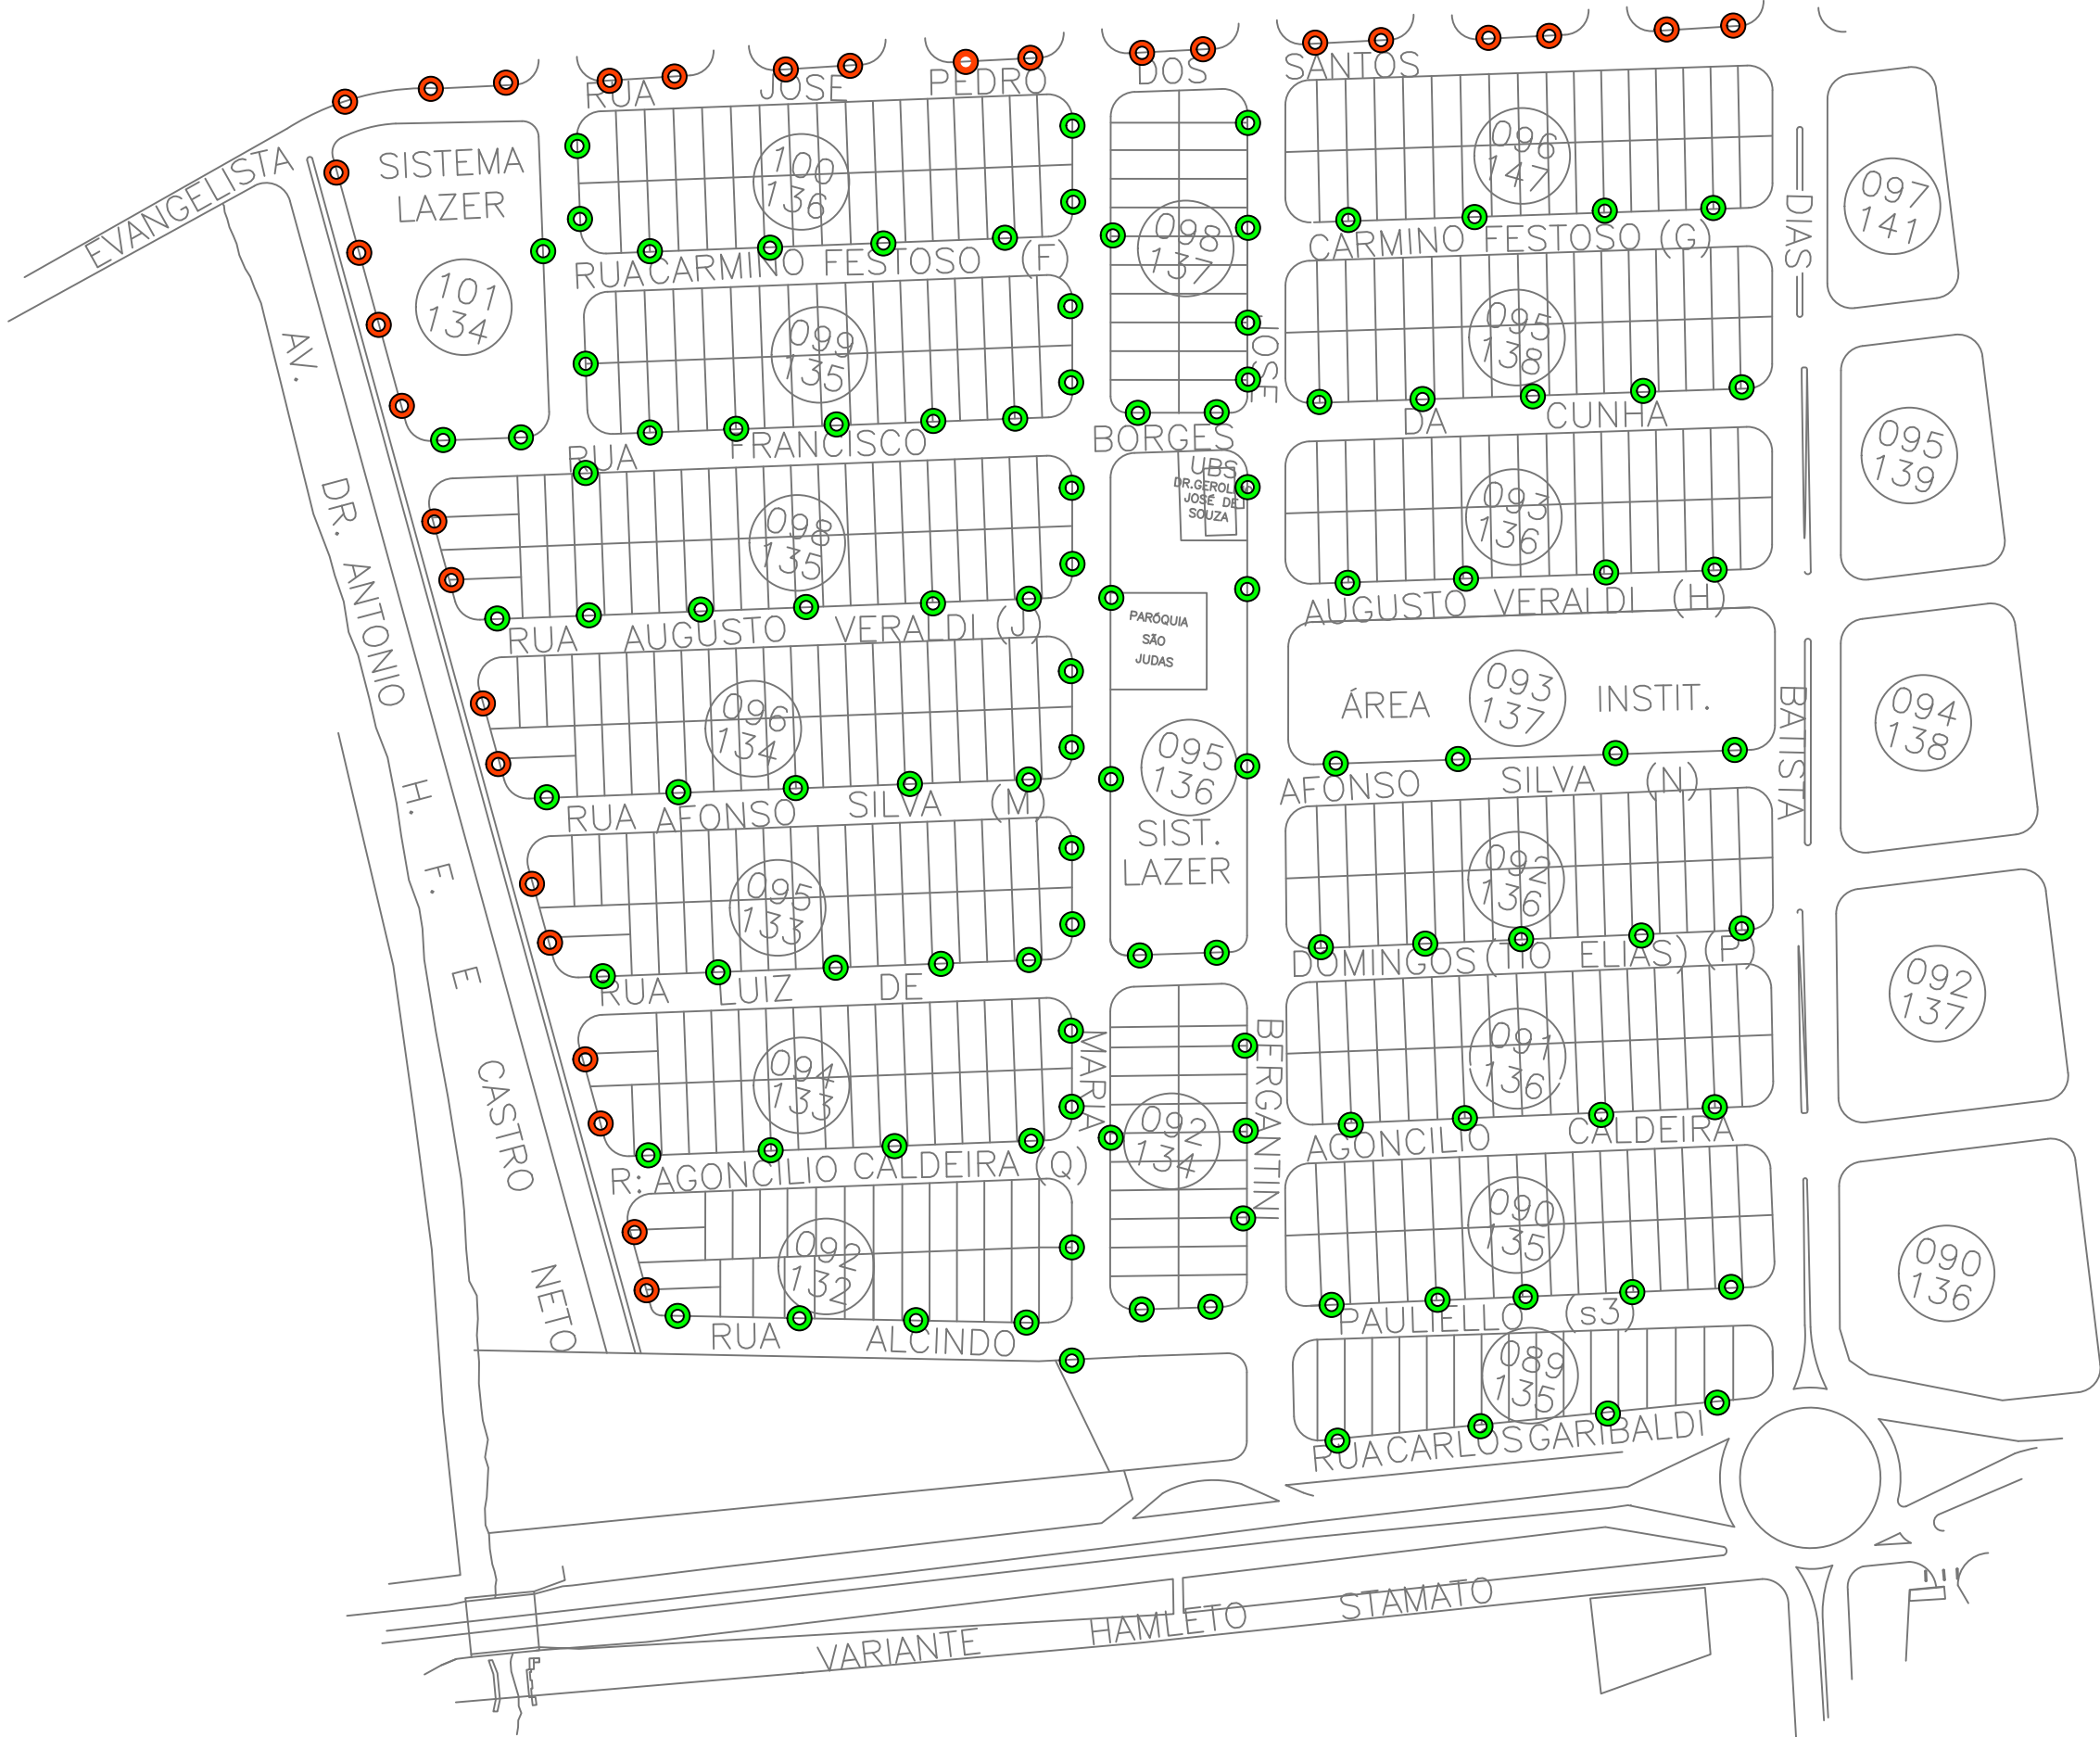 RUA JOSE PEDRO DOS SANTOS
EVANGELISTA
SISTEMA
LAZER
101
134
100
136
098
137
096
147
097
141
DIAS
RUA CARMINO FESTOSO (F)
CARMINO FESTOSO (G)
099
135
JOSE
095
138
AV. DR. ANTONIO H. F. E CASTRO NETO
RUA FRANCISCO BORGES DA CUNHA
095
139
UBS
JOSÉ DE
SOUZA
098
135
093
136
RUA AUGUSTO VERALDI (J)
AUGUSTO VERALDI (H)
PARÓQUIA
SÃO
JUDAS
096
134
ÁREA INSTIT.
093
137
094
138
BATISTA
095
136
SIST.
LAZER
RUA AFONSO SILVA (M)
AFONSO SILVA (N)
095
133
092
136
RUA LUIZ DE
DOMINGOS (TIO ELIAS) (P)
092
137
094
133
MARIA
BERGANTINI
091
136
092
134
R: AGONCILIO CALDEIRA (Q)
AGONCILIO CALDEIRA
092
132
090
135
090
136
RUA ALCINDO
PAULIELLO (s3)
089
135
RUA CARLOS GARIBALDI
VARIANTE HAMLETO STAMATO